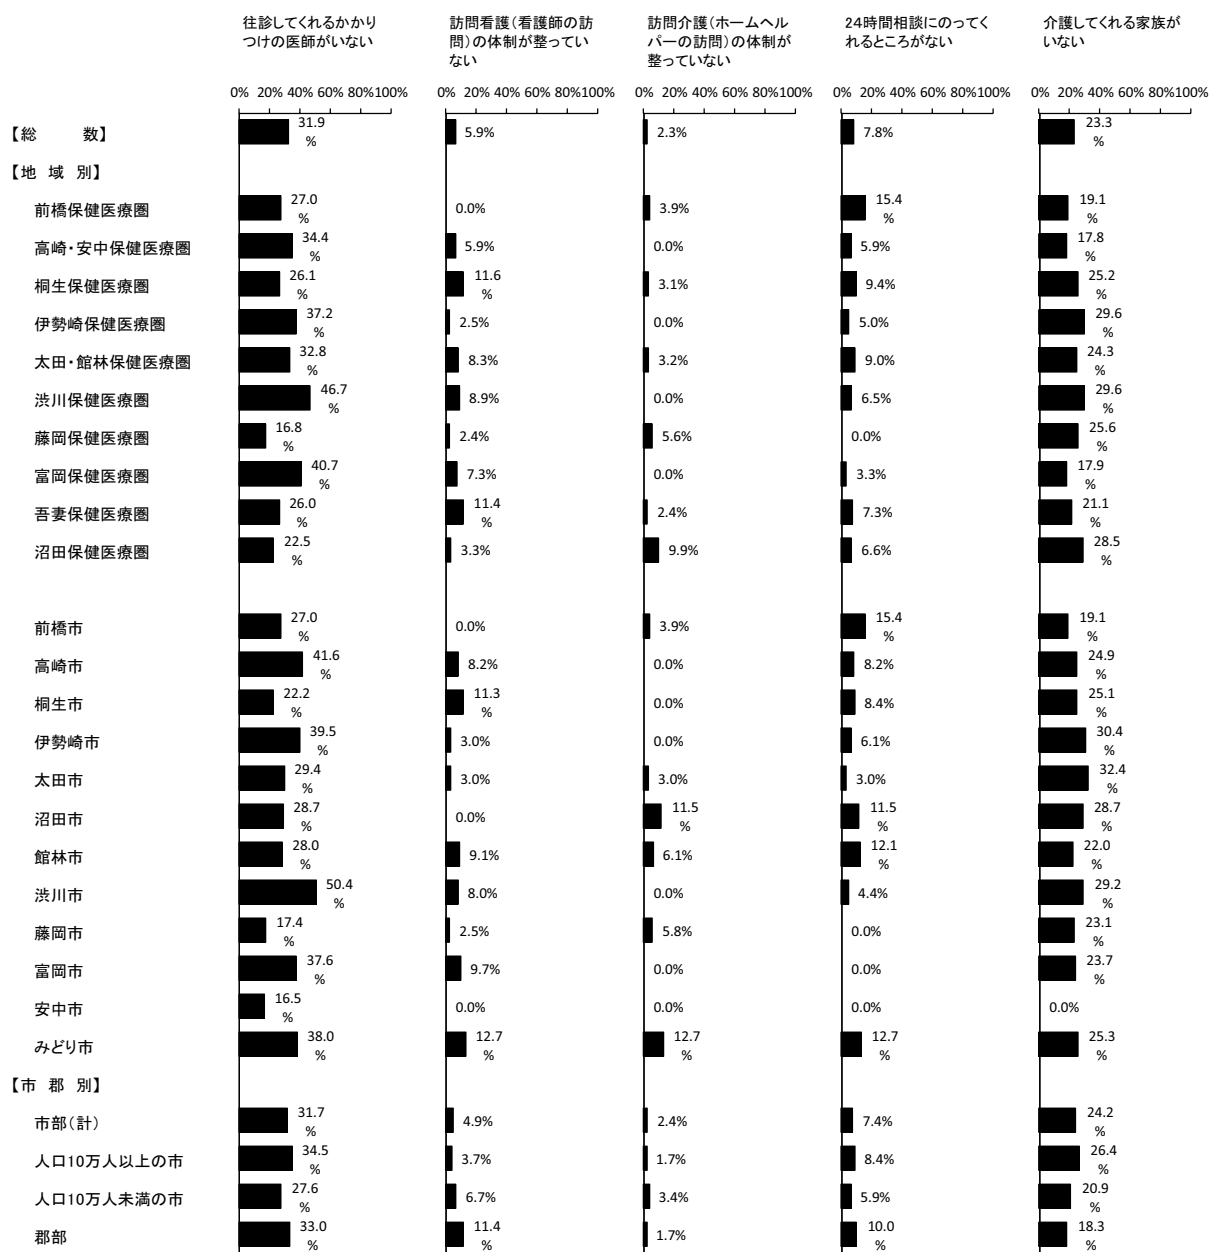 往診してくれるかかり
つけの医師がいない
訪問看護（看護師の訪
問）の体制が整ってい
ない
訪問介護（ホームヘル
パーの訪問）の体制が
整っていない
24時間相談にのってく
れるところがない
介護してくれる家族が
いない
0% 20% 40% 60% 80%100% 0% 20% 40% 60% 80%100% 0% 20% 40% 60% 80%100% 0% 20% 40% 60% 80%100% 0% 20% 40% 60% 80%100%
【総　　数】 31.9% 5.9% 2.3% 7.8% 23.3%
【地 域 別】
前橋保健医療圏 27.0% 0.0% 3.9% 15.4% 19.1%
高崎・安中保健医療圏 34.4% 5.9% 0.0% 5.9% 17.8%
桐生保健医療圏 26.1% 11.6% 3.1% 9.4% 25.2%
伊勢崎保健医療圏 37.2% 2.5% 0.0% 5.0% 29.6%
太田・館林保健医療圏 32.8% 8.3% 3.2% 9.0% 24.3%
渋川保健医療圏 46.7% 8.9% 0.0% 6.5% 29.6%
藤岡保健医療圏 16.8% 2.4% 5.6% 0.0% 25.6%
富岡保健医療圏 40.7% 7.3% 0.0% 3.3% 17.9%
吾妻保健医療圏 26.0% 11.4% 2.4% 7.3% 21.1%
沼田保健医療圏 22.5% 3.3% 9.9% 6.6% 28.5%
前橋市 27.0% 0.0% 3.9% 15.4% 19.1%
高崎市 41.6% 8.2% 0.0% 8.2% 24.9%
桐生市 22.2% 11.3% 0.0% 8.4% 25.1%
伊勢崎市 39.5% 3.0% 0.0% 6.1% 30.4%
太田市 29.4% 3.0% 3.0% 3.0% 32.4%
沼田市 28.7% 0.0% 11.5% 11.5% 28.7%
館林市 28.0% 9.1% 6.1% 12.1% 22.0%
渋川市 50.4% 8.0% 0.0% 4.4% 29.2%
藤岡市 17.4% 2.5% 5.8% 0.0% 23.1%
富岡市 37.6% 9.7% 0.0% 0.0% 23.7%
安中市 16.5% 0.0% 0.0% 0.0% 0.0%
みどり市 38.0% 12.7% 12.7% 12.7% 25.3%
【市 郡 別】
市部（計） 31.7% 4.9% 2.4% 7.4% 24.2%
人口10万人以上の市 34.5% 3.7% 1.7% 8.4% 26.4%
人口10万人未満の市 27.6% 6.7% 3.4% 5.9% 20.9%
郡部 33.0% 11.4% 1.7% 10.0% 18.3%